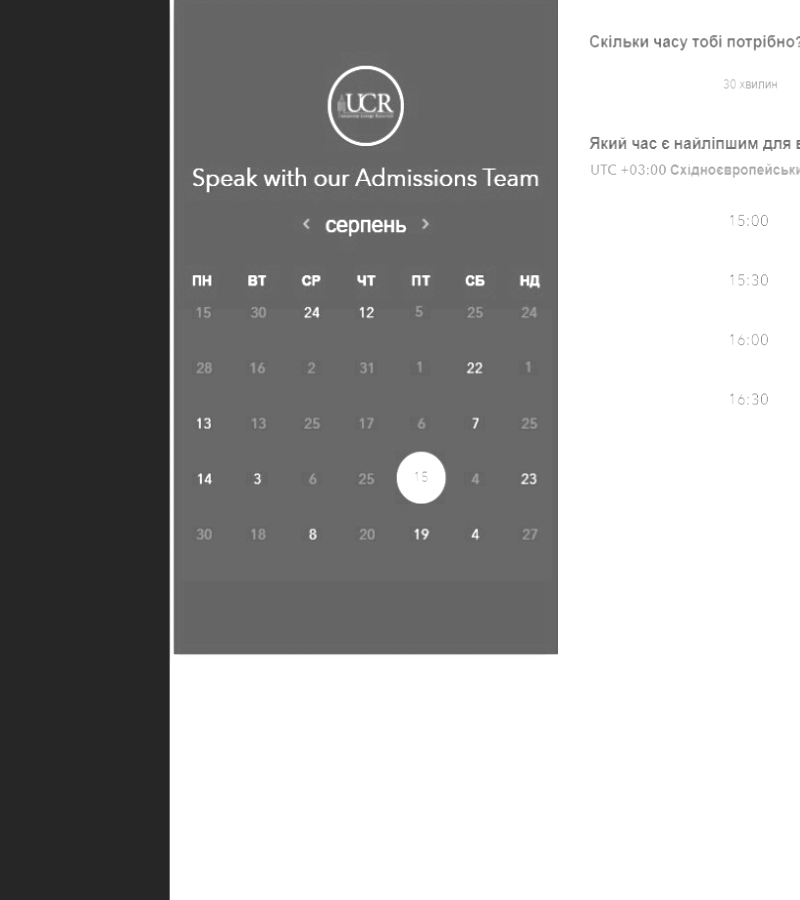 UCR
Speak with our Admissions Team
‹ серпень ›
ПН ВТ СР ЧТ ПТ СБ НД
15 30 24 12 5 25 24
28 16 2 31 1 22 1
13 13 25 17 6 7 25
14 3 6 25 15 4 23
30 18 8 20 19 4 27
Скільки часу тобі потрібно?
30 хвилин
Який час є найліпшим для в
UTC +03:00 Східноєвропейськи
15:00
15:30
16:00
16:30